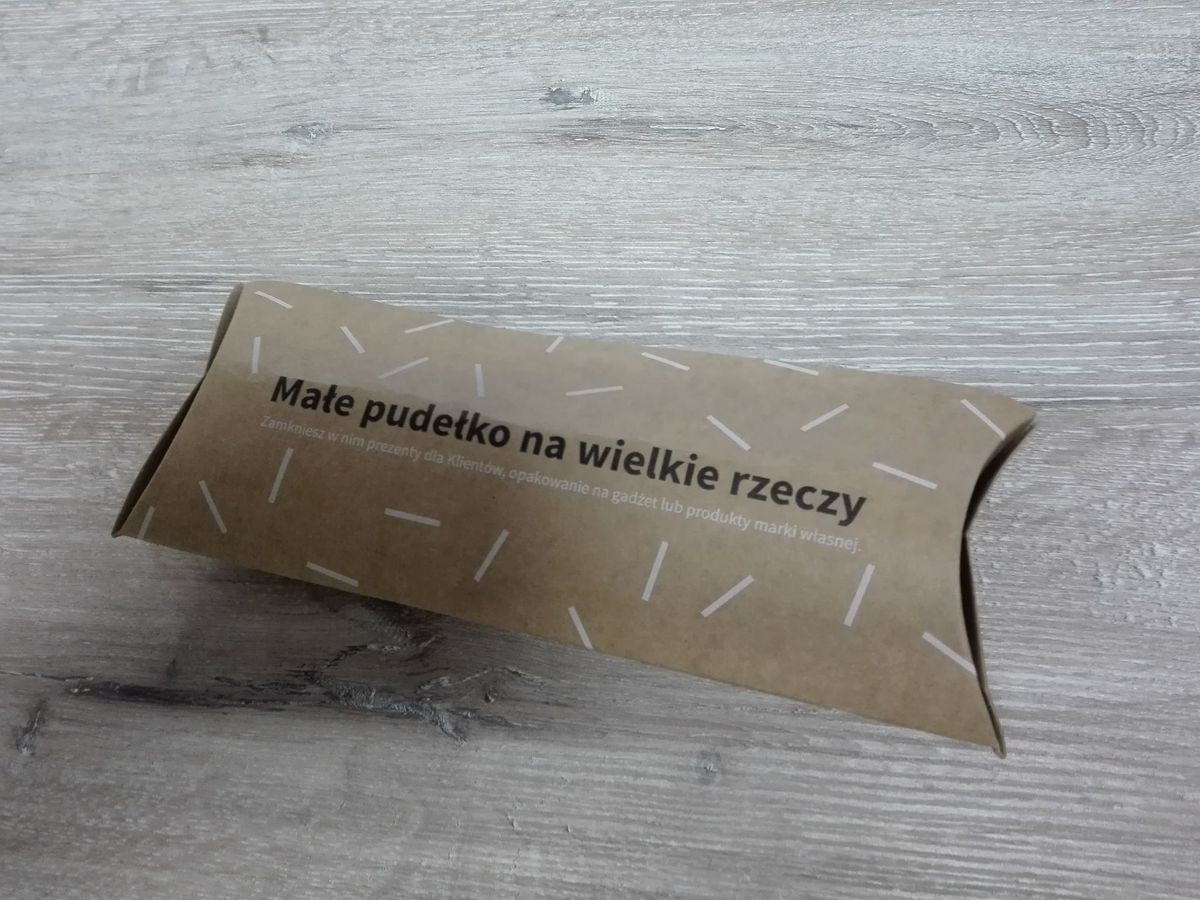 Małe pudełko na wielkie rzeczy
Zamkniesz w nim prezenty dla Klientów, opakowanie na gadżet lub produkty marki własnej.